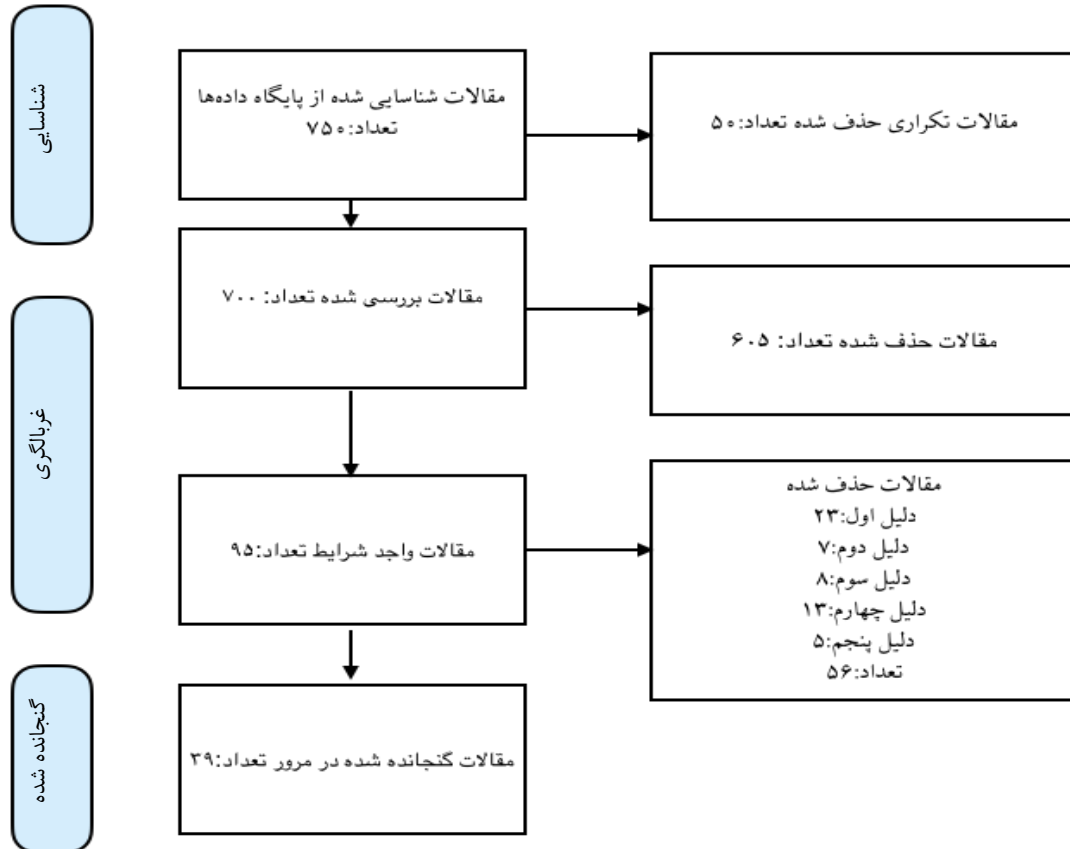 شناسایی
مقالات شناسایی شده از پایگاه داده‌ها
تعداد:۷۵۰
مقالات تکراری حذف شده تعداد:۵۰
غربالگری
مقالات بررسی شده تعداد: ۷۰۰
مقالات حذف شده تعداد: ۶۰۵
مقالات واجد شرایط تعداد:۹۵
مقالات حذف شده
دلیل اول:۲۳
دلیل دوم:۷
دلیل سوم:۸
دلیل چهارم:۱۳
دلیل پنجم:۵
تعداد:۵۶
گنجانده شده
مقالات گنجانده شده در مرور تعداد:۳۹